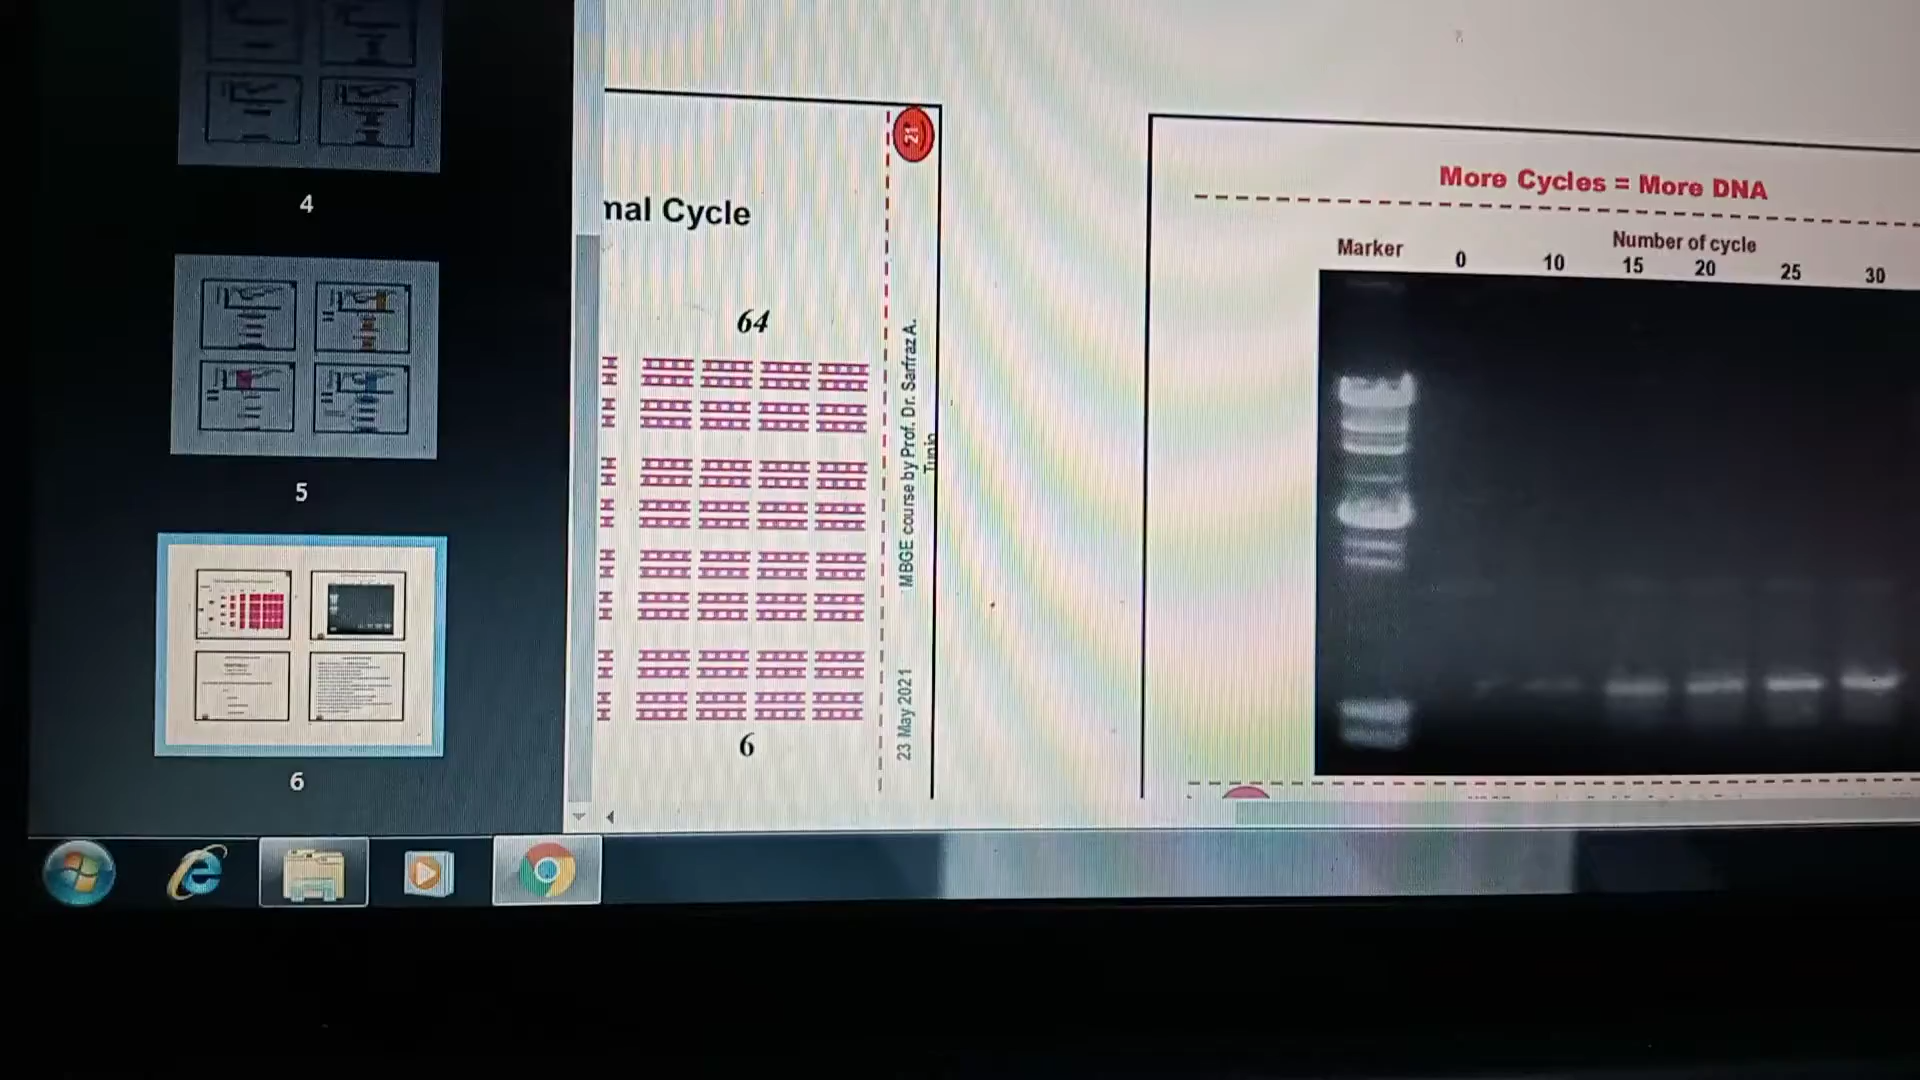 4
5
6
nal Cycle
64
6
21
MBGE course by Prof. Dr. Sarfraz A.
Tunio
23 May 2021
More Cycles = More DNA
Number of cycle
Marker 0 10 15 20 25 30